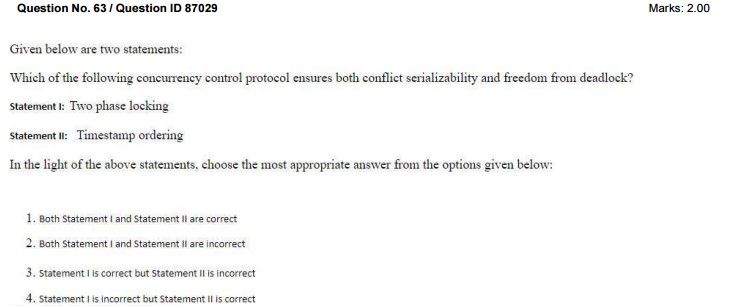 Question No. 63 / Question ID 87029 Marks: 2.00
Given below are two statements:
Which of the following concurrency control protocol ensures both conflict serializability and freedom from deadlock?
Statement I: Two phase locking
Statement II: Timestamp ordering
In the light of the above statements, choose the most appropriate answer from the options given below:
1. Both Statement I and Statement II are correct
2. Both Statement I and Statement II are incorrect
3. Statement I is correct but Statement II is incorrect
4. Statement I is incorrect but Statement II is correct